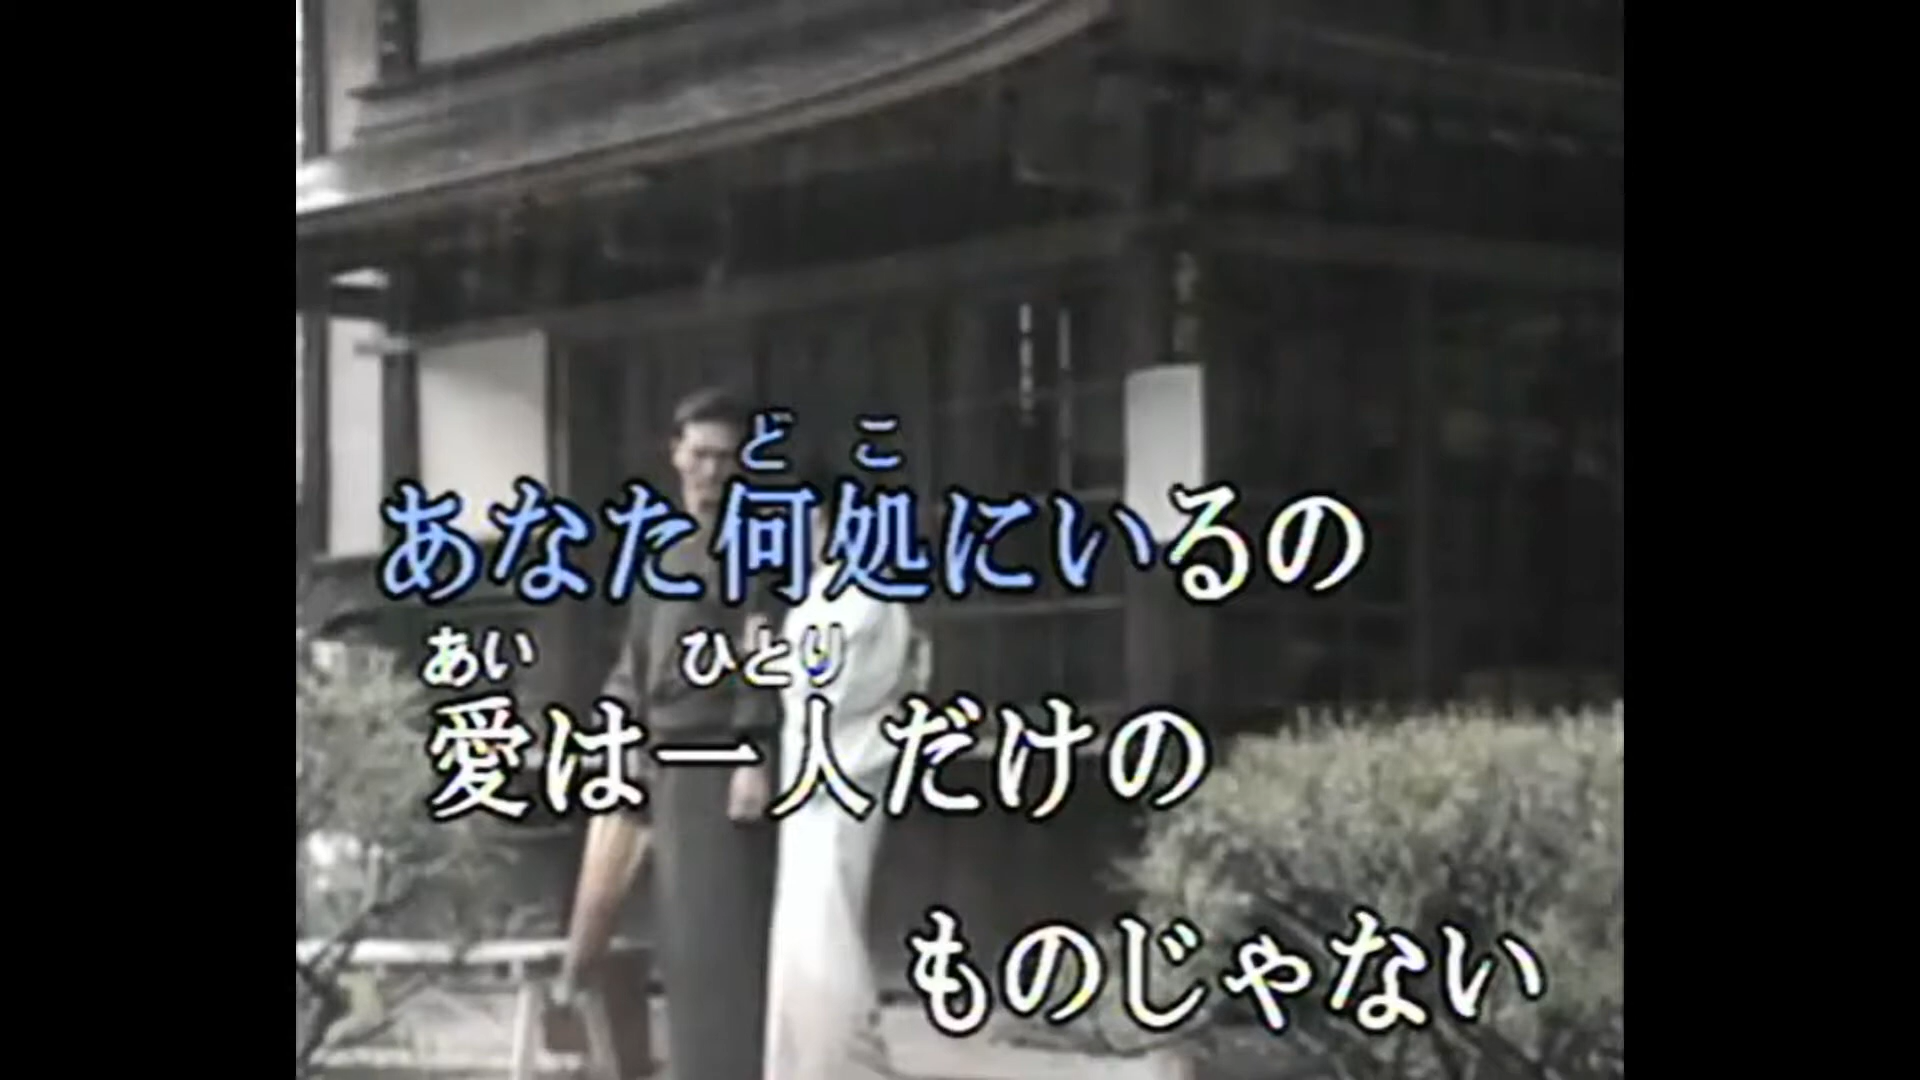 どこ
あなた何処にいるの
あい ひとり
愛は一人だけの
ものじゃない